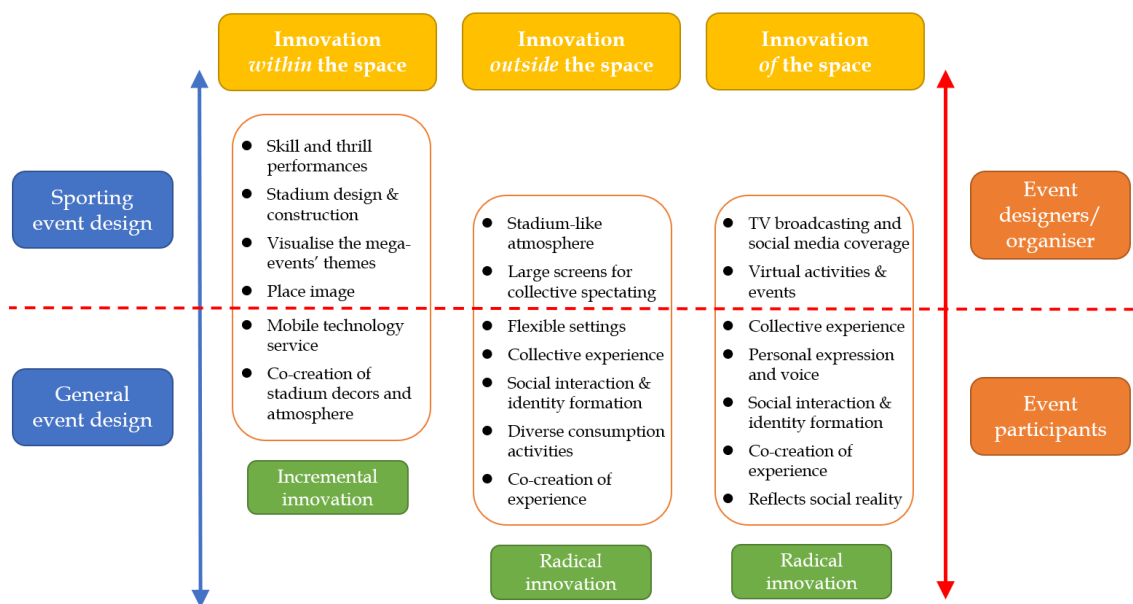 Innovation
within the space
Innovation
outside the space
Innovation
of the space
Sporting
event design
General
event design
Skill and thrill
performances
Stadium design &
construction
Visualise the mega-
events' themes
Place image
Mobile technology
service
Co-creation of
stadium decors and
atmosphere
Incremental
innovation
Stadium-like
atmosphere
Large screens for
collective spectating
Flexible settings
Collective experience
Social interaction &
identity formation
Diverse consumption
activities
Co-creation of
experience
Radical
innovation
TV broadcasting and
social media coverage
Virtual activities &
events
Collective experience
Personal expression
and voice
Social interaction &
identity formation
Co-creation of
experience
Reflects social reality
Radical
innovation
Event
designers/
organiser
Event
participants